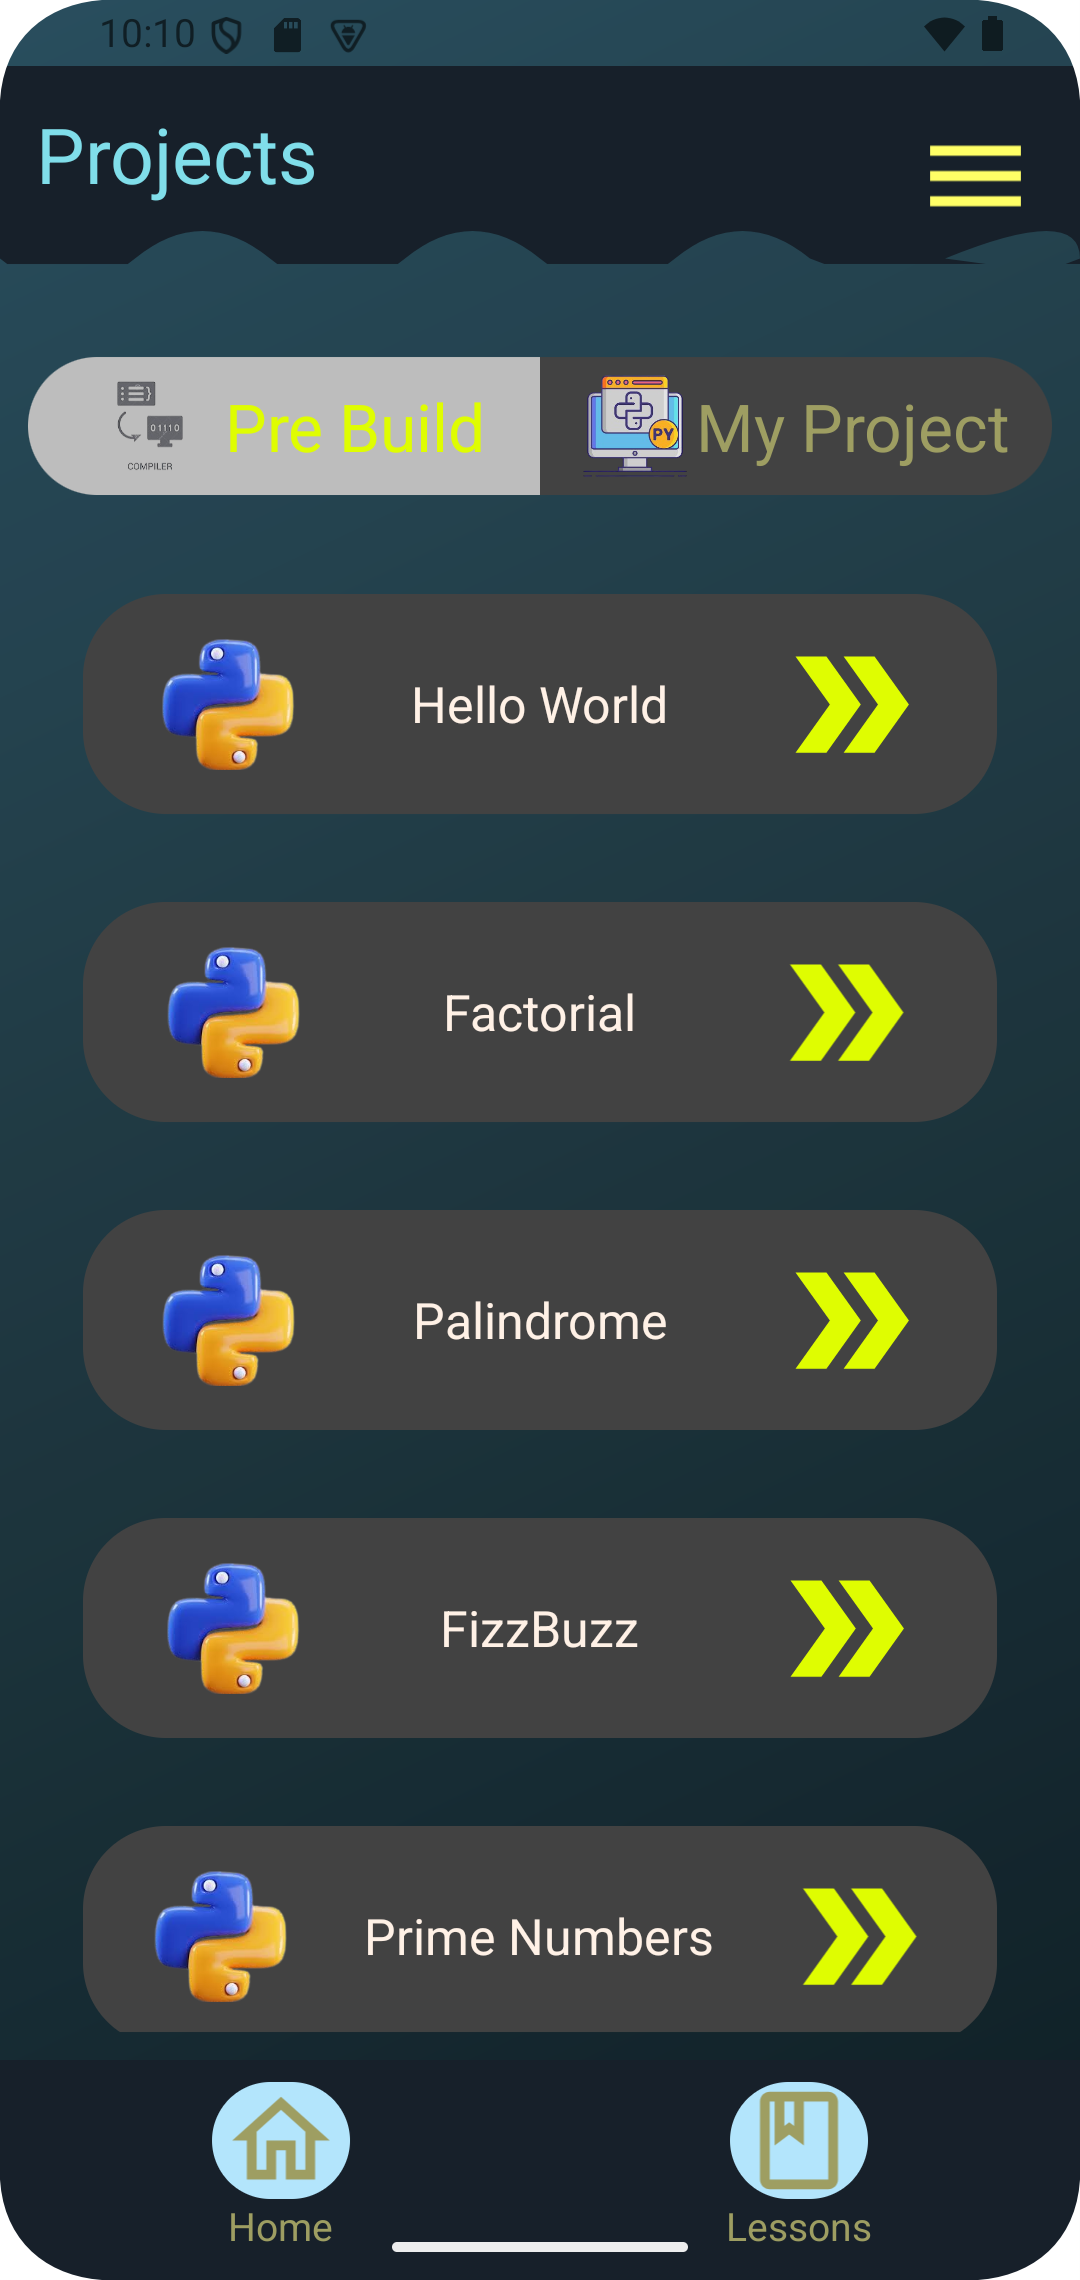 10:10
Projects
01110
COMPILER
Pre Build
PY
My Project
Hello World
Factorial
Palindrome
FizzBuzz
Prime Numbers
Home
Lessons